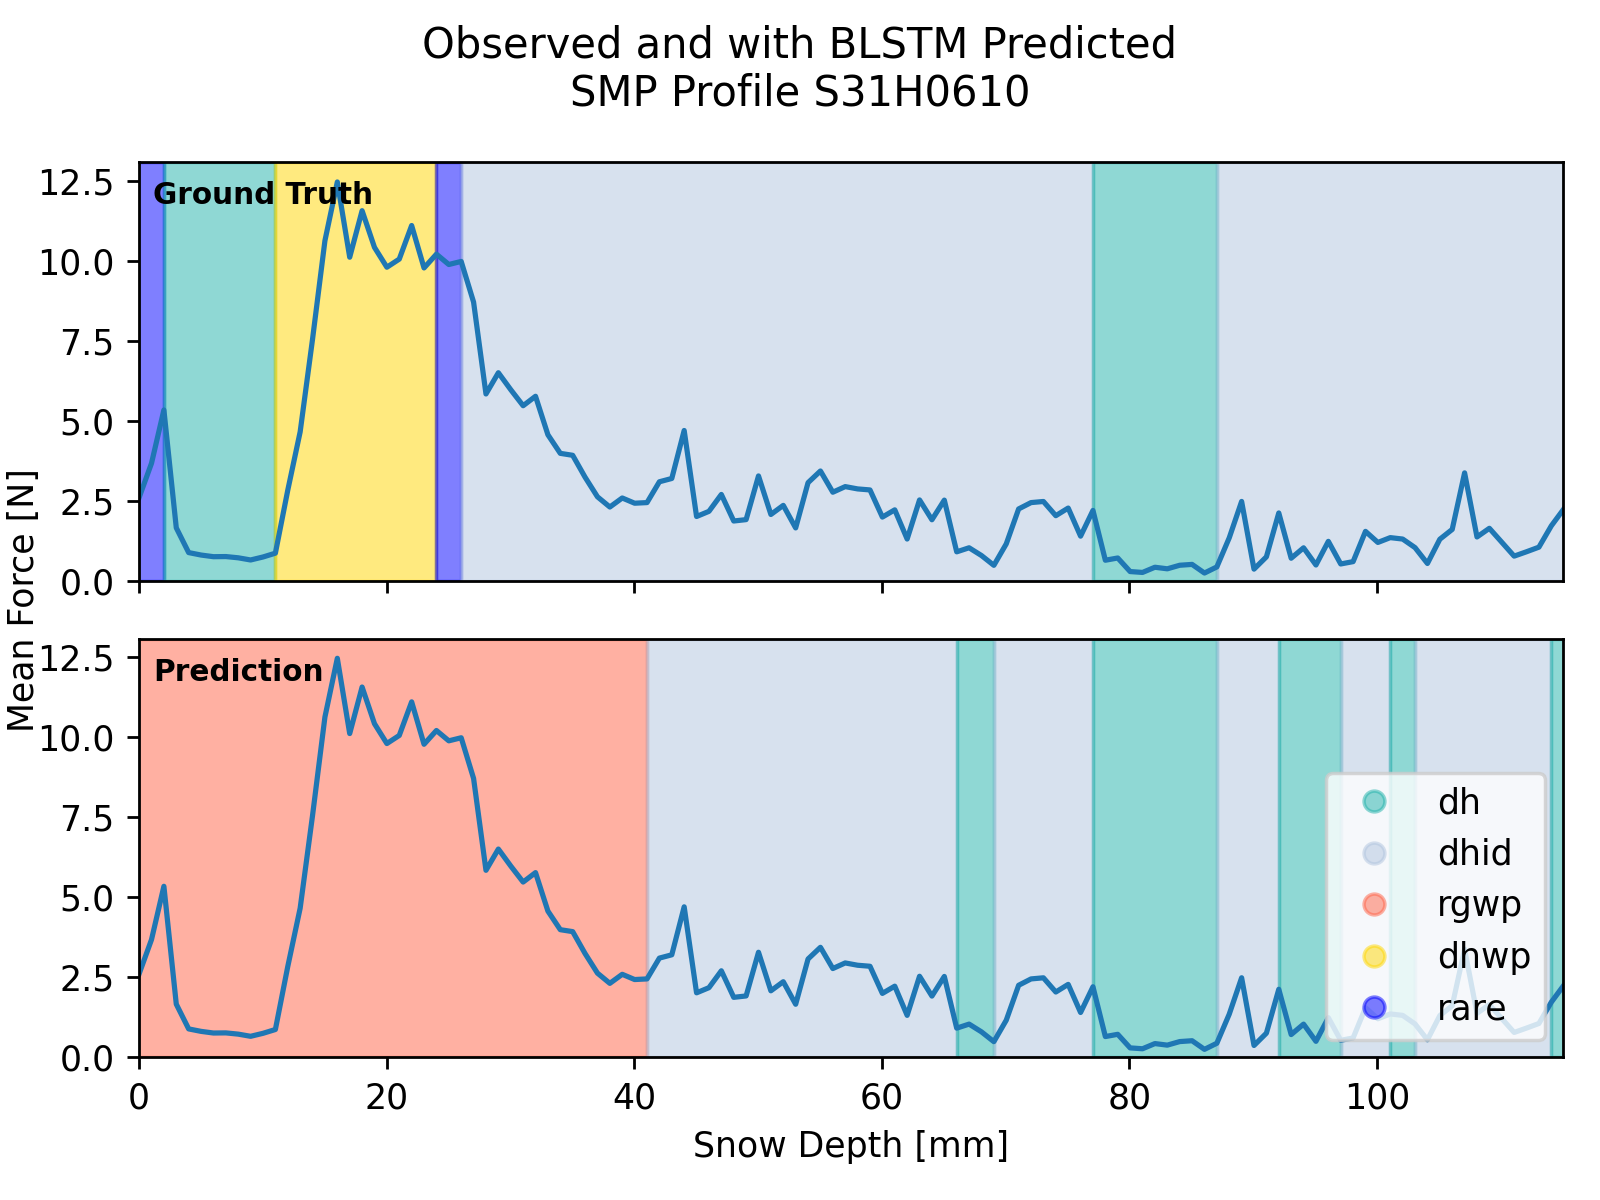 Observed and with BLSTM Predicted
SMP Profile S31H0610
Mean Force [N]
Ground Truth
12.5
10.0
7.5
5.0
2.5
0.0
Prediction
12.5
10.0
7.5
5.0
2.5
0.0
dh
dhid
rgwp
dhwp
rare
0 20 40 60 80 100
Snow Depth [mm]